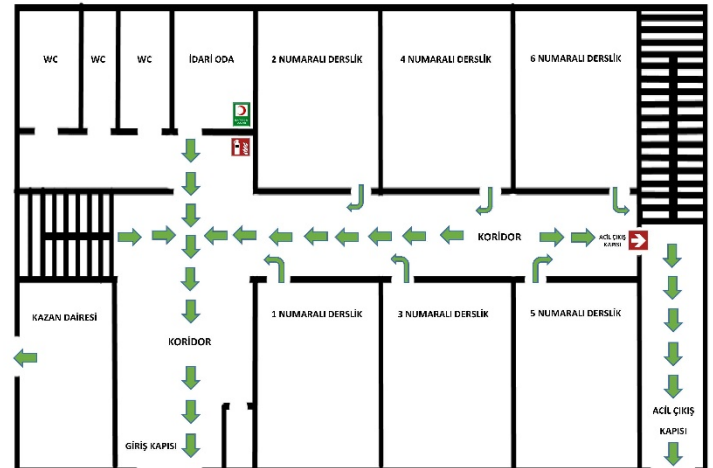 WC
WC
WC
İDARİ ODA
2 NUMARALI DERSLİK
4 NUMARALI DERSLİK
6 NUMARALI DERSLİK
KORİDOR
ACİL ÇIKIŞ
KAPISI
KAZAN DAİRESİ
1 NUMARALI DERSLİK
3 NUMARALI DERSLİK
5 NUMARALI DERSLİK
KORİDOR
GİRİŞ KAPISI
ACİL ÇIKIŞ
KAPISI